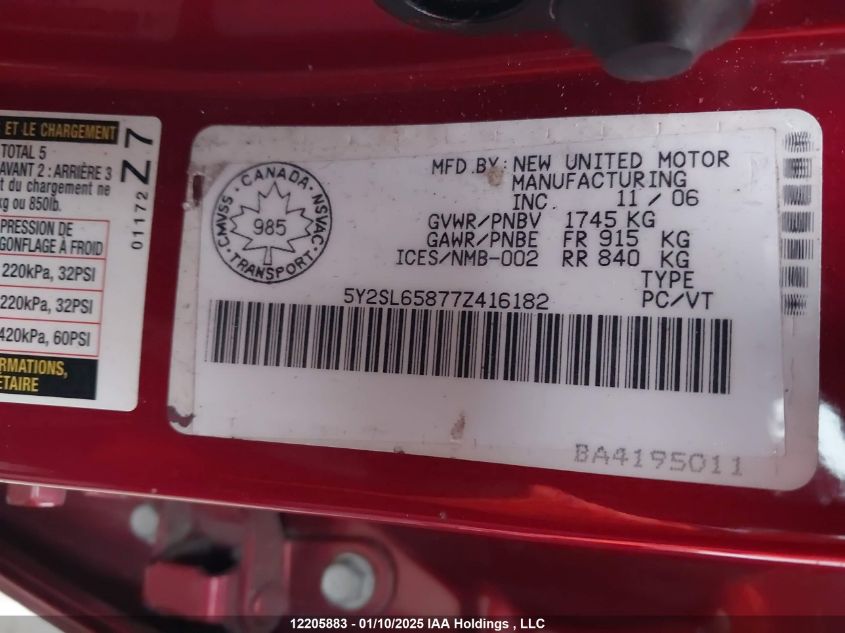 ET LE CHARGEMENT
TOTAL 5
AVANT 2 : ARRIÈRE 3
t du chargement ne
kg ou 850lb.
PRESSION DE
GONFLAGE À FROID
220kPa, 32PSI
220kPa, 32PSI
420kPa, 60PSI
RMATIONS,
ÉTAIRE
Z7
01172
CANADA
CMVSS
NSVAC
985
TRANSPORT
MFD.BY: NEW UNITED MOTOR
MANUFACTURING
INC. 11/06
GVWR/PNBV 1745 KG
GAWR/PNBE FR 915 KG
ICES/NMB-002 RR 840 KG
TYPE
5Y2SL65877Z416182 PC/VT
BA4195011
12205883 - 01/10/2025 IAA Holdings , LLC